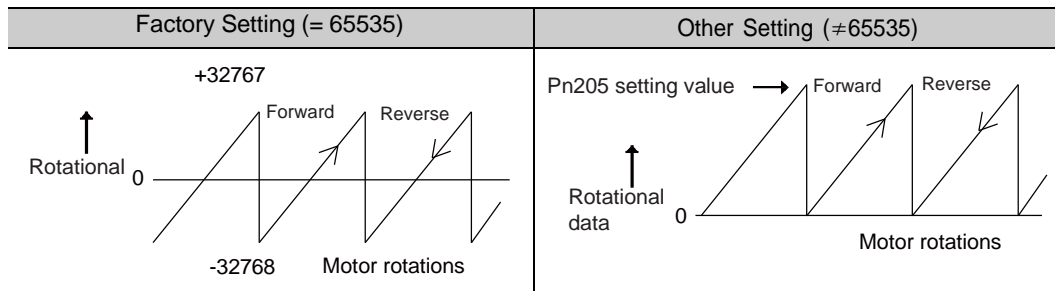 Factory Setting (= 65535)
Other Setting (≠65535)
+32767
Forward
Reverse
Rotational
0
-32768
Motor rotations
Pn205 setting value
Forward
Reverse
Rotational
data
0
Motor rotations